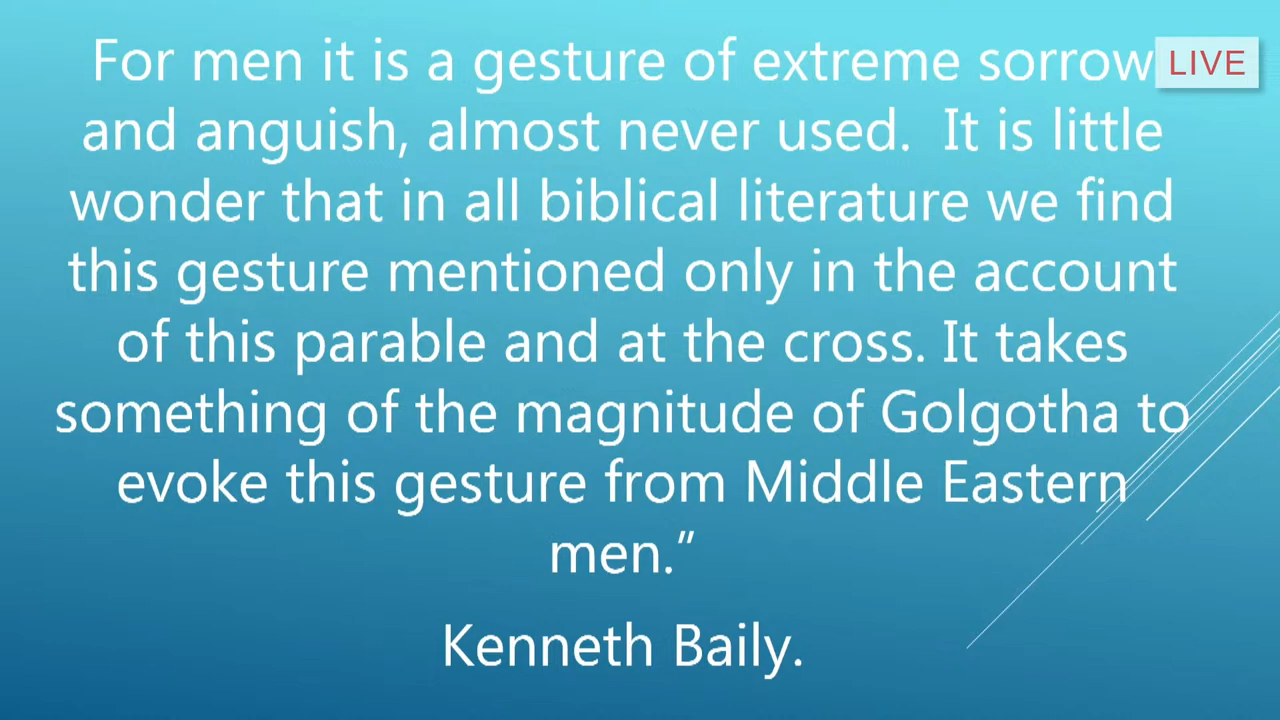 For men it is a gesture of extreme sorrow
LIVE
and anguish, almost never used.  It is little
wonder that in all biblical literature we find
this gesture mentioned only in the account
of this parable and at the cross. It takes
something of the magnitude of Golgotha to
evoke this gesture from Middle Eastern
men.”
Kenneth Baily.